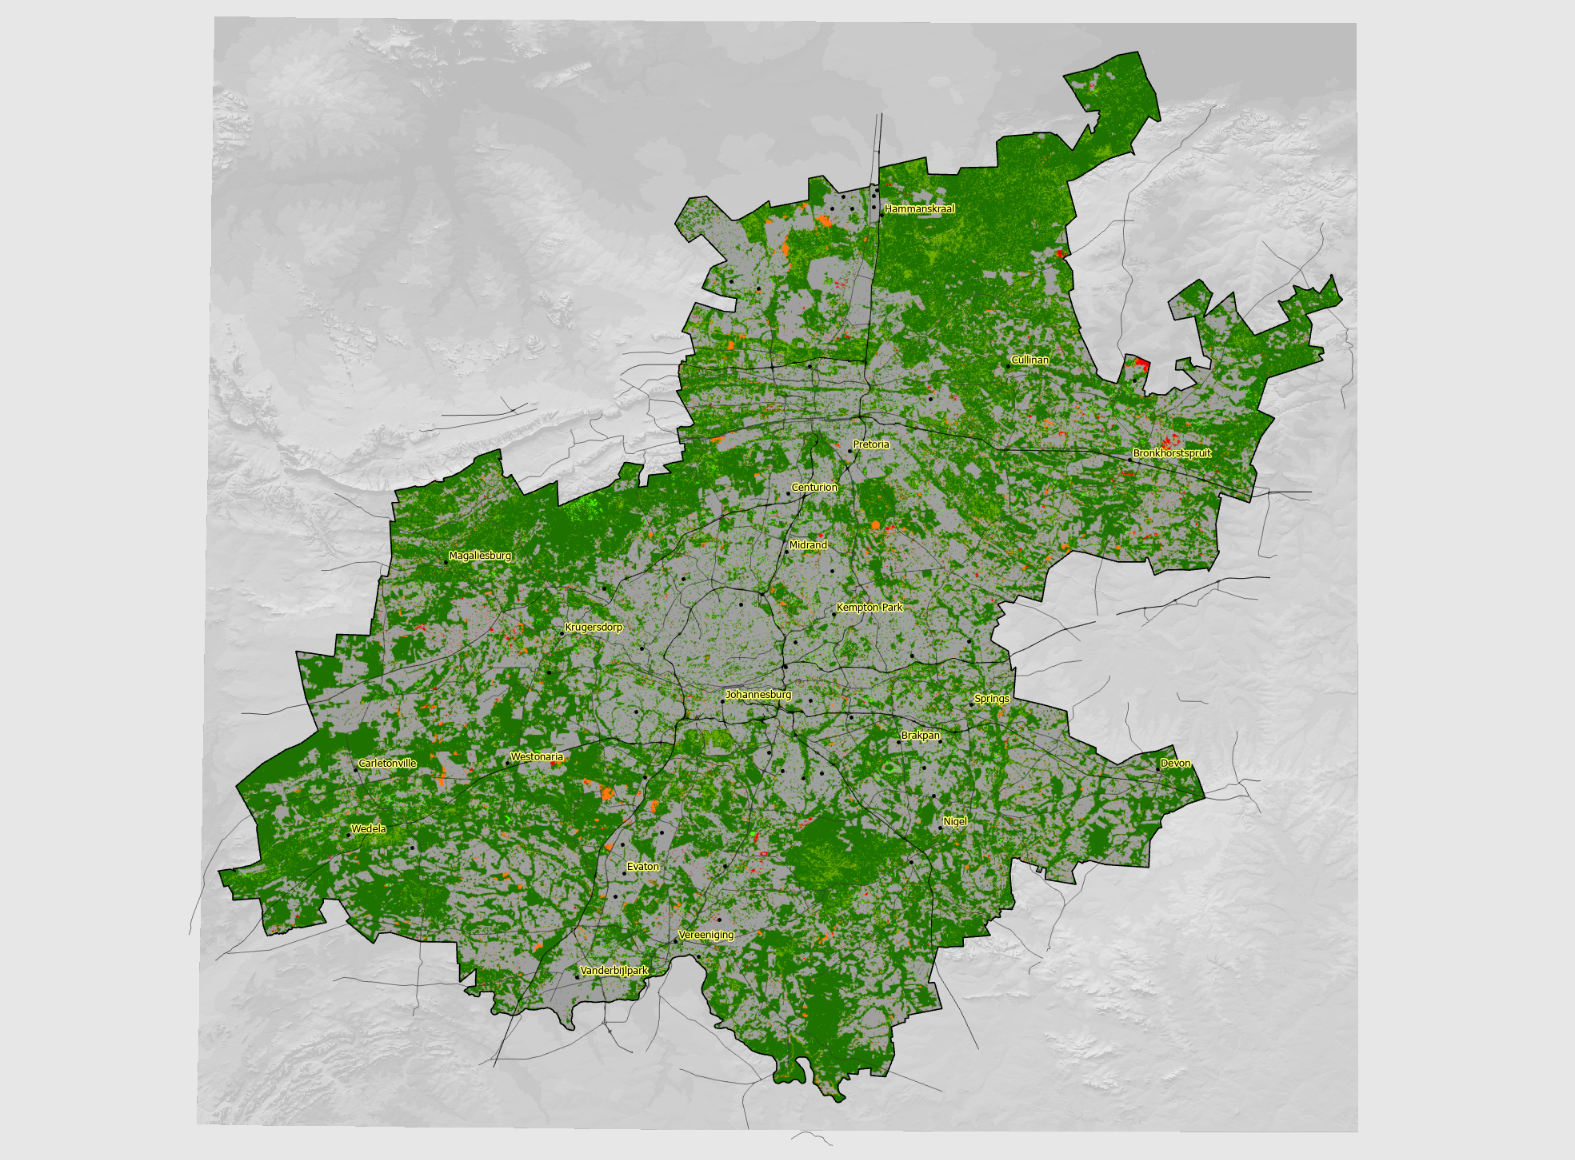 Hammanskraal
Cullinan
Pretoria
Bronkhorstspruit
Centurion
Midrand
Magaliesburg
Kempton Park
Krugersdorp
Johannesburg
Springs
Brakpan
Westonaria
Carletonville
Devon
Nigel
Wedela
Evaton
Vereeniging
Vanderbijlpark